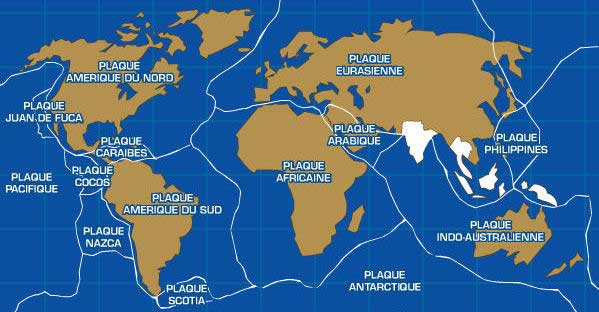 PLAQUE
AMERIQUE DU NORD
PLAQUE
EURASIENNE
PLAQUE
JUAN DE FUCA
PLAQUE
CARAIBES
PLAQUE
ARABIQUE
PLAQUE
PHILIPPINES
PLAQUE
PACIFIQUE
PLAQUE
COCOS
PLAQUE
AFRICAINE
PLAQUE
AMERIQUE DU SUD
PLAQUE
NAZCA
PLAQUE
INDO-AUSTRALIENNE
PLAQUE
ANTARCTIQUE
PLAQUE
SCOTIA